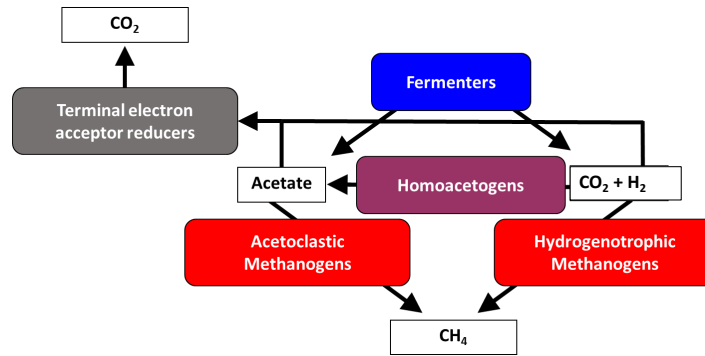 CO₂
Fermenters
Terminal electron
acceptor reducers
Acetate
Homoacetogens
CO₂ + H₂
Acetoclastic
Methanogens
Hydrogenotrophic
Methanogens
CH₄